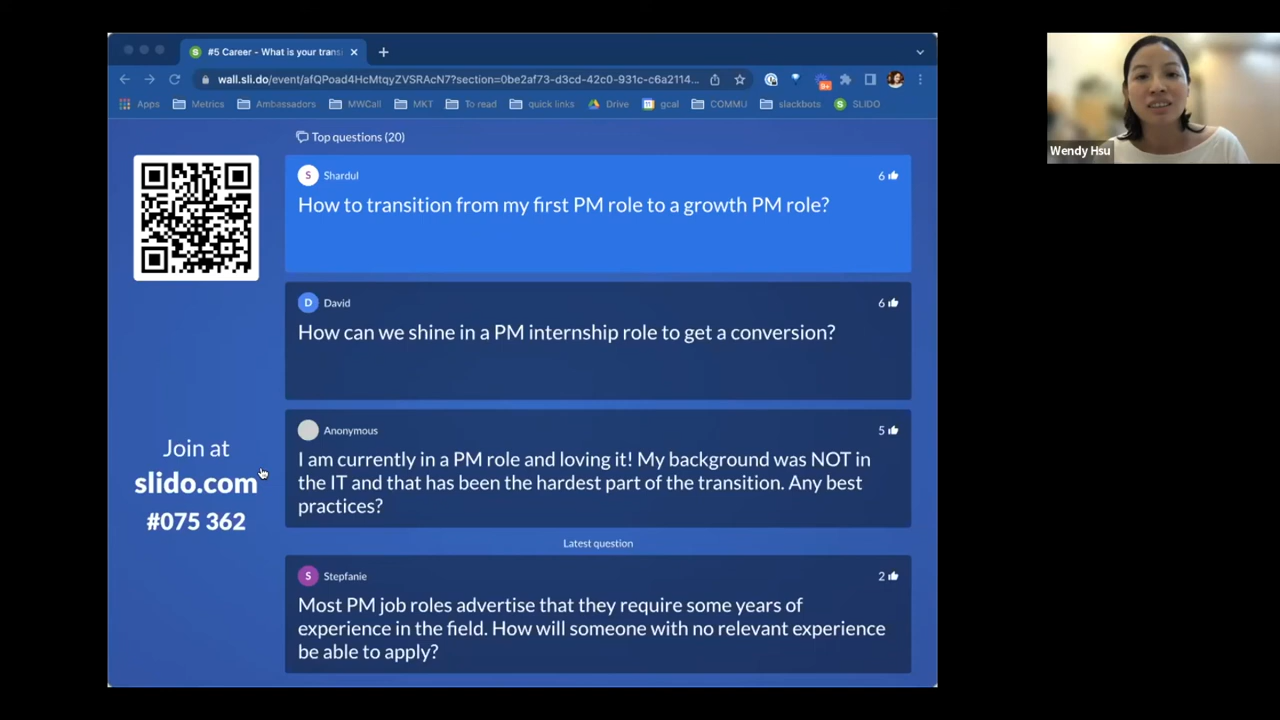 #5 Career - What is your trans
wall.sli.do/event/afQPoad4HcMtqyZVSRAcN7?section=0be2af73-d3cd-42c0-931c-c6a2114...
9+
Apps Metrics Ambassadors MWCall MKT To read quick links Drive gcal COMMU slackbots SLIDO
Top questions (20)
S Shardul 6
How to transition from my first PM role to a growth PM role?
D David 6
How can we shine in a PM internship role to get a conversion?
Anonymous 5
I am currently in a PM role and loving it! My background was NOT in
the IT and that has been the hardest part of the transition. Any best
practices?
Latest question
S Stepfanie 2
Most PM job roles advertise that they require some years of
experience in the field. How will someone with no relevant experience
be able to apply?
Join at
slido.com
#075 362
Wendy Hsu